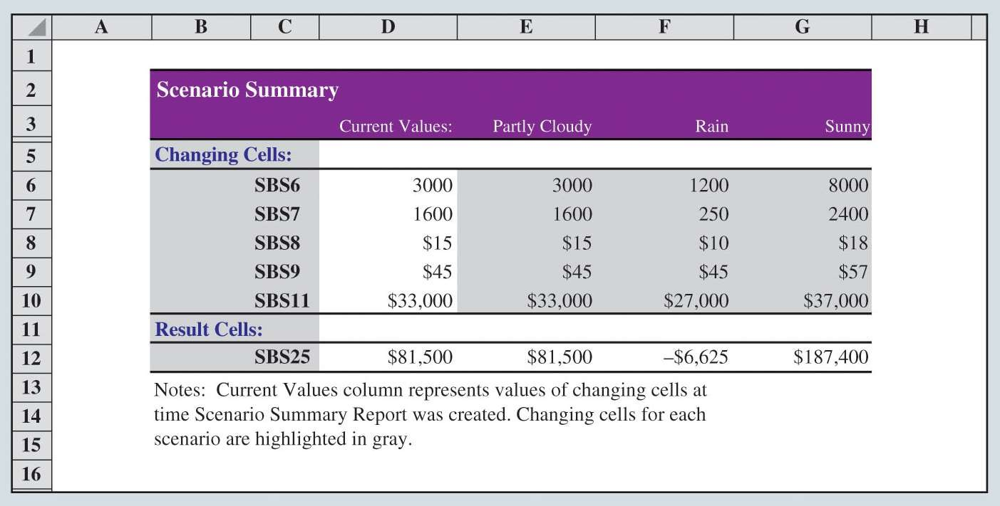 A B C D E F G H
1
2 Scenario Summary
3 Current Values: Partly Cloudy Rain Sunny
5 Changing Cells:
6 SBS6 3000 3000 1200 8000
7 SBS7 1600 1600 250 2400
8 SBS8 $15 $15 $10 $18
9 SBS9 $45 $45 $45 $57
10 SBS11 $33,000 $33,000 $27,000 $37,000
11 Result Cells:
12 SBS25 $81,500 $81,500 –$6,625 $187,400
13 Notes: Current Values column represents values of changing cells at
14 time Scenario Summary Report was created. Changing cells for each
15 scenario are highlighted in gray.
16